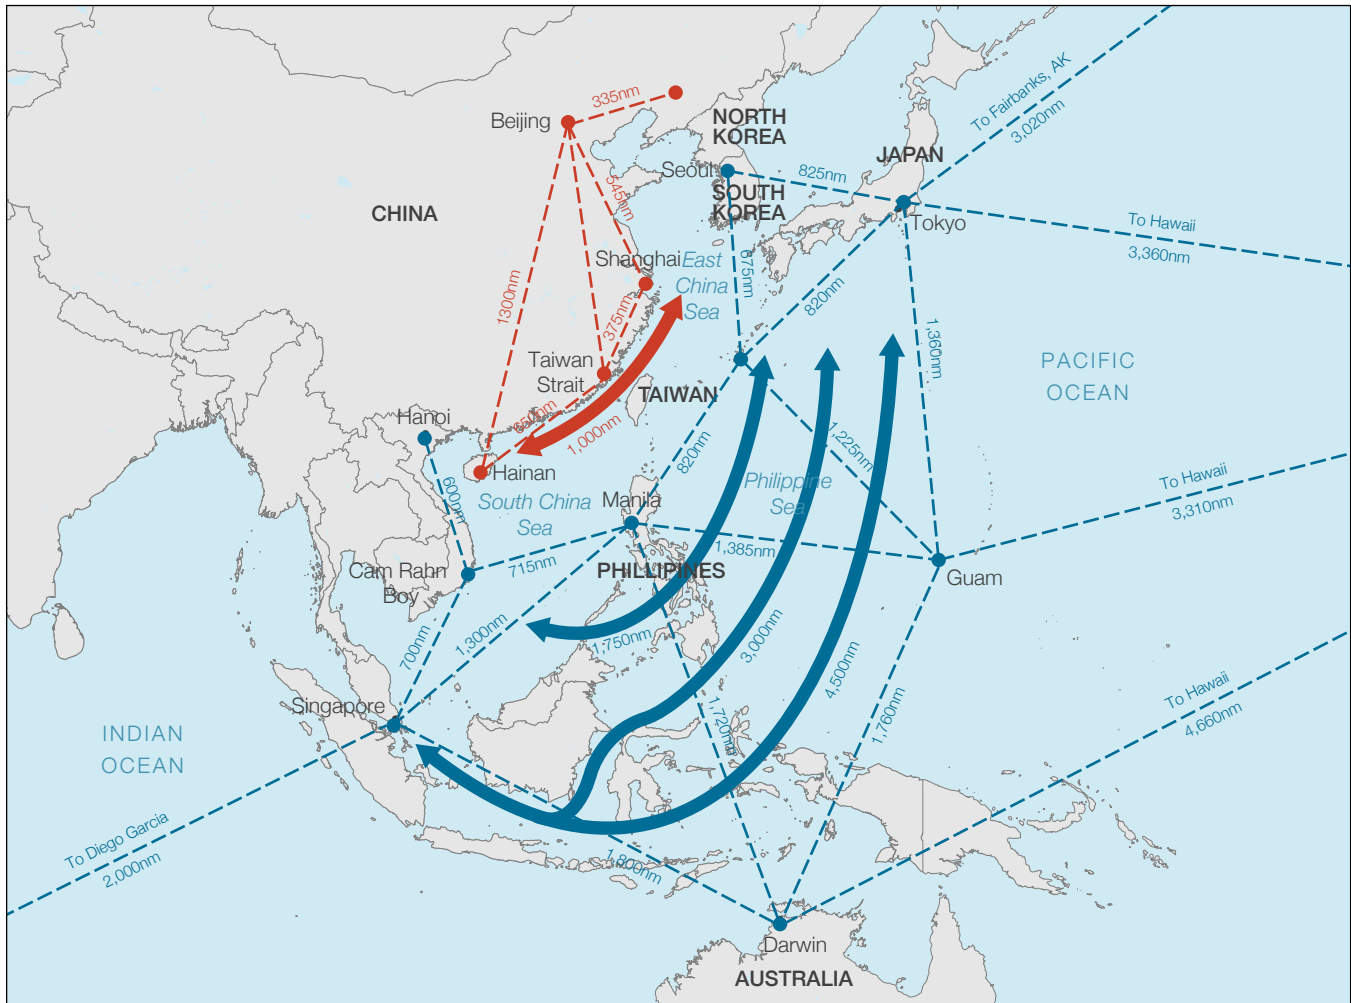 To Fairbanks, AK
3,020nm
335nm
Beijing
NORTH
KOREA
JAPAN
Seoul
825nm
SOUTH
KOREA
545nm
CHINA
Tokyo
To Hawaii
3,360nm
Shanghai
675nm
East
China
Sea
1300nm
375nm
820nm
1,360nm
Taiwan
Strait
TAIWAN
PACIFIC
OCEAN
Hanoi
650nm
1,000nm
820nm
1,225nm
Hainan
600nm
South China
Sea
Manila
Philippine
Sea
To Hawaii
3,310nm
1,385nm
715nm
Cam Rahn
Boy
PHILLIPINES
Guam
700nm
1,300nm
1,750nm
3,000nm
4,500nm
Singapore
1,720nm
1,760nm
To Hawaii
4,660nm
INDIAN
OCEAN
To Diego Garcia
2,000nm
1,800nm
Darwin
AUSTRALIA